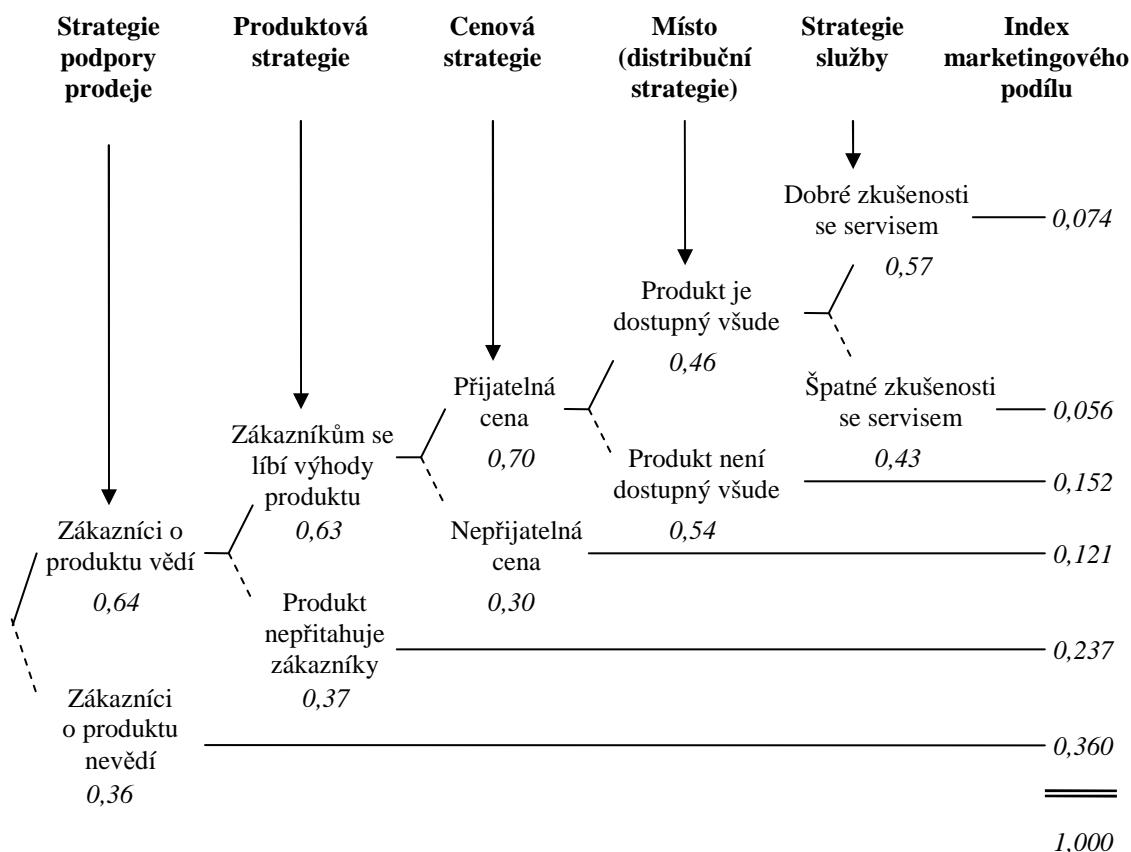 Strategie
podpory
prodeje
Produktová
strategie
Cenová
strategie
Místo
(distribuční
strategie)
Strategie
služby
Index
marketingového
podílu
Dobré zkušenosti
se servisem
0,57
0,074
Produkt je
dostupný všude
0,46
Špatné zkušenosti
se servisem
0,43
0,056
Přijatelná
cena
0,70
Produkt není
dostupný všude
0,54
0,152
Zákazníkům se
líbí výhody
produktu
0,63
Nepřijatelná
cena
0,30
0,121
Zákazníci o
produktu vědí
0,64
Produkt
nepřitahuje
zákazníky
0,37
0,237
Zákazníci
o produktu
nevědí
0,36
0,360
1,000